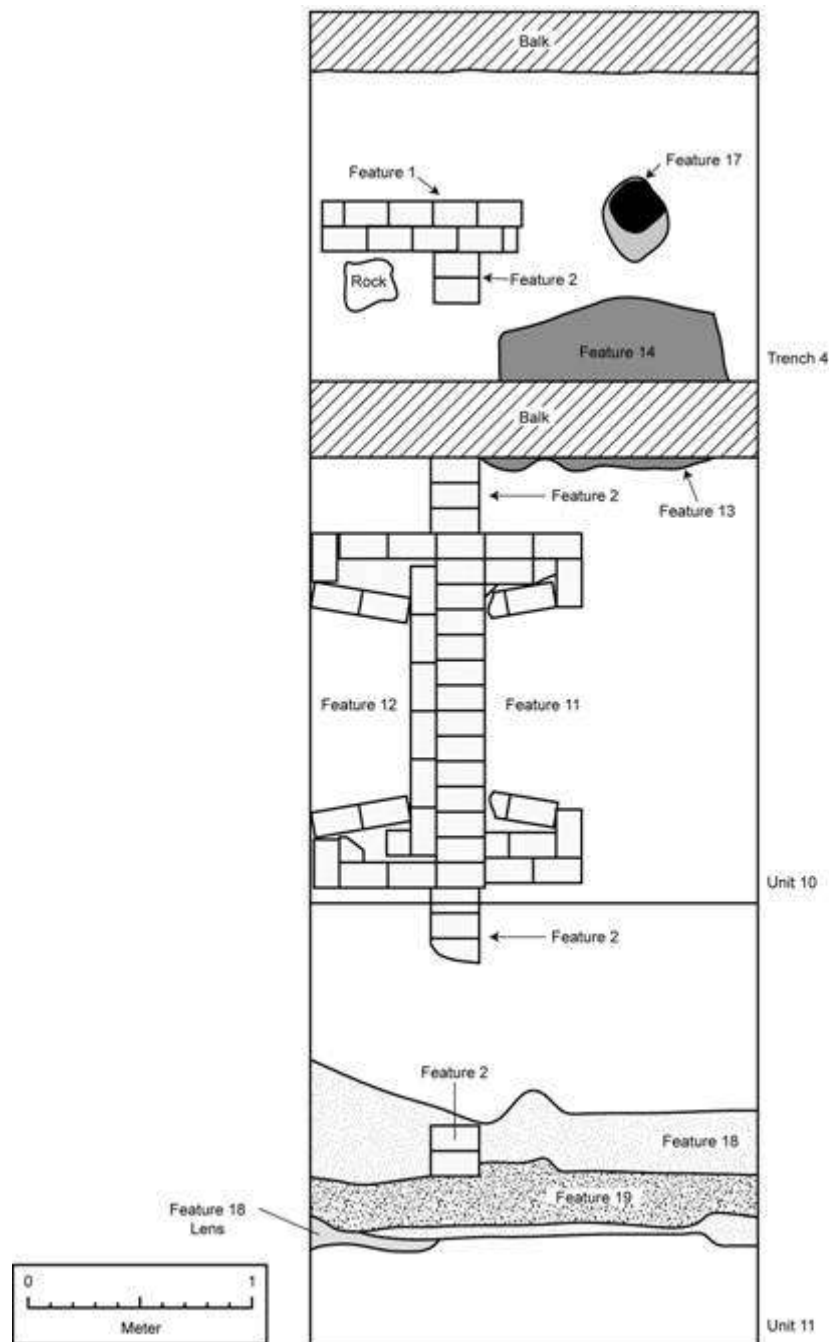 Balk
Feature 17
Feature 1
Rock
Feature 2
Feature 14
Trench 4
Balk
Feature 2
Feature 13
Feature 12
Feature 11
Unit 10
Feature 2
Feature 2
Feature 18
Feature 19
Feature 18
Lens
0 1
Meter
Unit 11